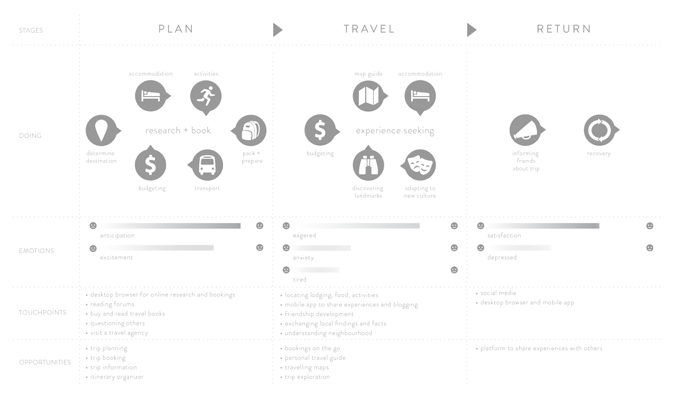 STAGES
PLAN
TRAVEL
RETURN
DOING
accommodation
activities
determine
destination
research + book
pack +
prepare
budgeting
transport
map guide
accommodation
budgeting
experience seeking
discovering
landmarks
adapting to
new culture
informing
friends
about trip
recovery
EMOTIONS
anticipation
excitement
eagered
anxiety
tired
satisfaction
depressed
TOUCHPOINTS
• desktop browser for online research and bookings
• reading forums
• buy and read travel books
• questioning others
• visit a travel agency
• locating lodging, food, activities
• mobile app to share experiences and blogging
• friendship development
• exchanging local findings and facts
• understanding neighbourhood
• social media
• desktop browser and mobile app
OPPORTUNITIES
• trip planning
• trip booking
• trip information
• itinerary organizer
• bookings on the go
• personal travel guide
• travelling maps
• trip exploration
• platform to share experiences with others